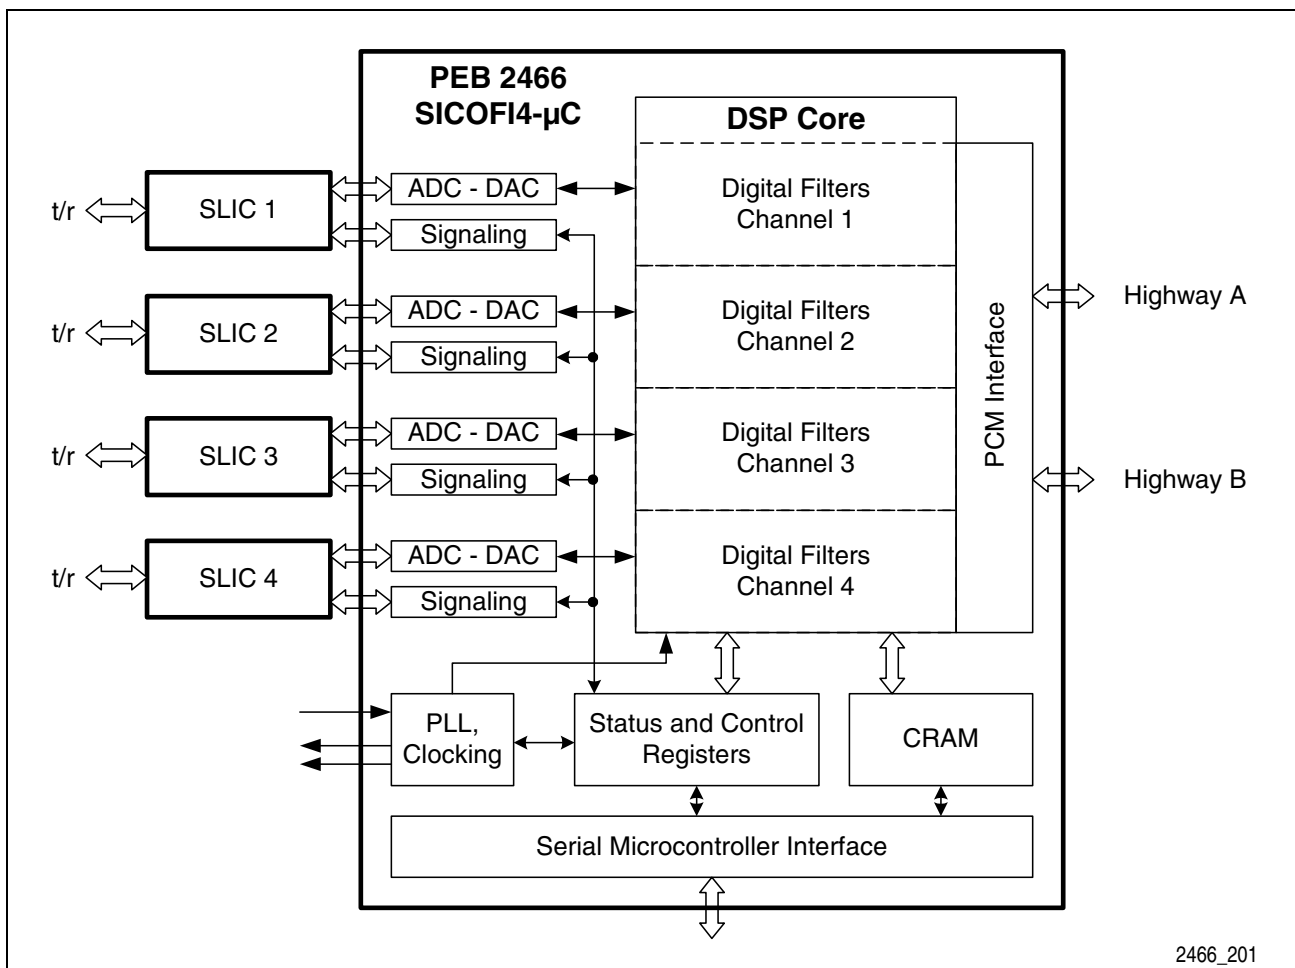 PEB 2466
SICOFI4-µC
DSP Core
t/r
SLIC 1
ADC - DAC
Signaling
Digital Filters
Channel 1
t/r
SLIC 2
ADC - DAC
Signaling
Digital Filters
Channel 2
t/r
SLIC 3
ADC - DAC
Signaling
Digital Filters
Channel 3
t/r
SLIC 4
ADC - DAC
Signaling
Digital Filters
Channel 4
PCM Interface
Highway A
Highway B
PLL,
Clocking
Status and Control
Registers
CRAM
Serial Microcontroller Interface
2466_201